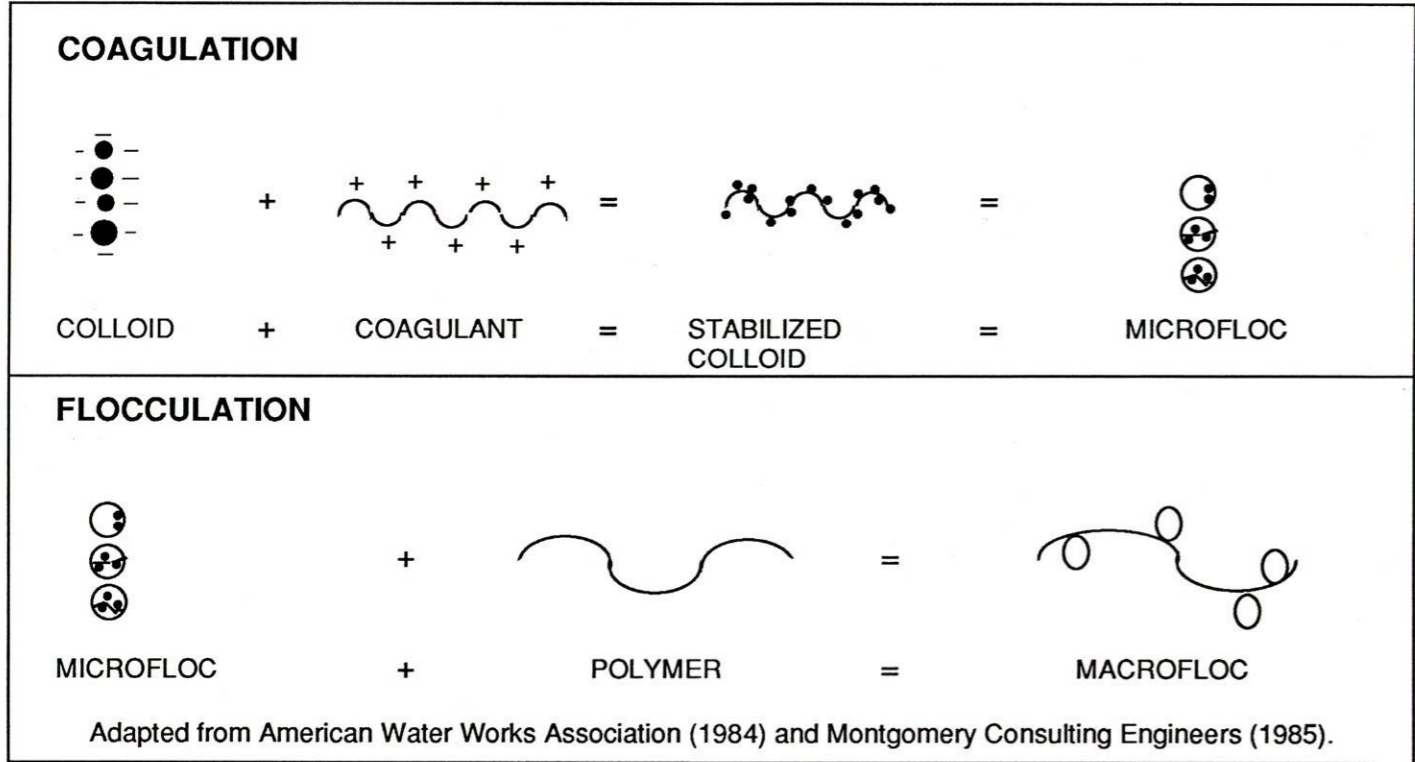 COAGULATION
+ = =
COLLOID + COAGULANT = STABILIZED COLLOID = MICROFLOC
FLOCCULATION
+ =
MICROFLOC + POLYMER = MACROFLOC
Adapted from American Water Works Association (1984) and Montgomery Consulting Engineers (1985).